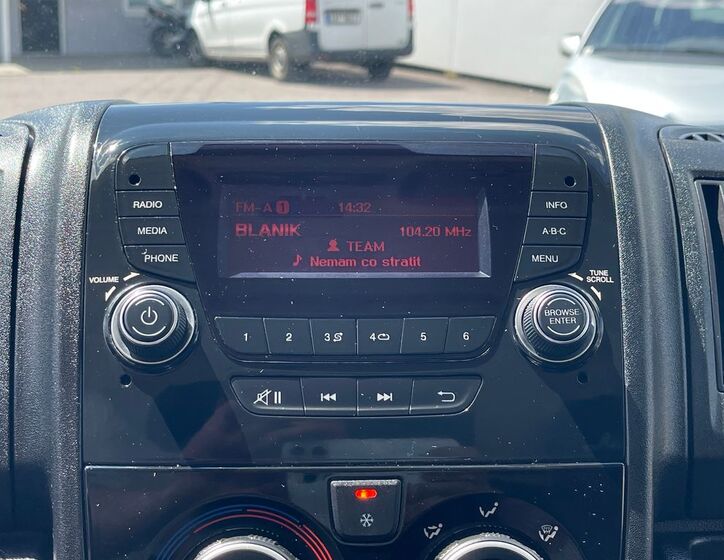 RADIO
MEDIA
PHONE
VOLUME
FM-A 1 14:32
BLANIK 104.20 MHz
TEAM
Nemam co stratit
INFO
A-B-C
MENU
TUNE
SCROLL
BROWSE
ENTER
1 2 3 4 5 6